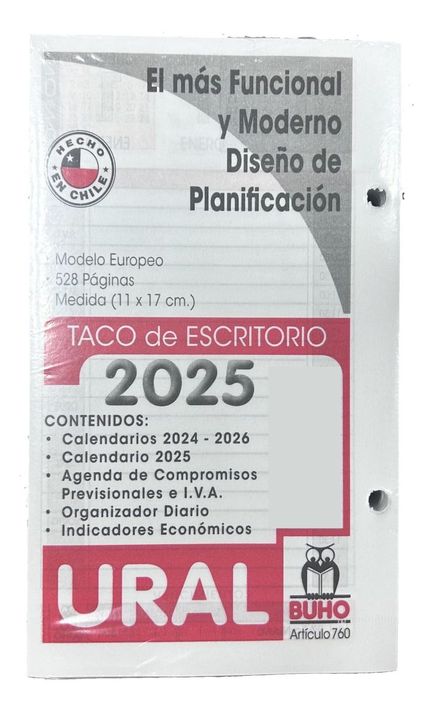 El más Funcional
y Moderno
Diseño de
Planificación
HECHO
EN CHILE
· Modelo Europeo
· 528 Páginas
Medida (11 x 17 cm.)
TACO de ESCRITORIO
2025
CONTENIDOS:
• Calendarios 2024 - 2026
• Calendario 2025
• Agenda de Compromisos
Previsionales e I.V.A.
• Organizador Diario
• Indicadores Económicos
URAL
BUHO
Artículo 760